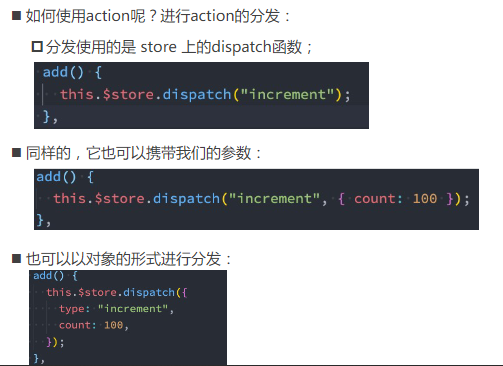 如何使用action呢？进行action的分发：
分发使用的是 store 上的dispatch函数；
add() {
this.$store.dispatch("increment");
},
同样的，它也可以携带我们的参数：
add() {
this.$store.dispatch("increment", { count: 100 });
},
也可以以对象的形式进行分发：
add() {
this.$store.dispatch({
type: "increment",
count: 100,
});
},